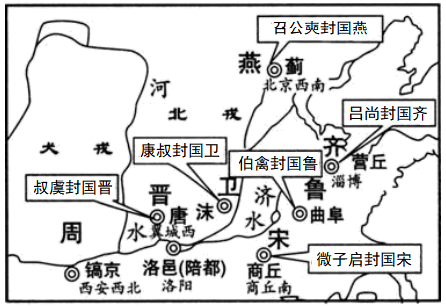 召公奭封国燕
燕 蓟
北京西南
河
北 戎
犬 戎
吕尚封国齐
齐
营丘
淄博
康叔封国卫
伯禽封国鲁
叔虞封国晋
晋
唐
翼城西
水
卫
沫
济
水
鲁
曲阜
周
宋
镐京
西安西北
洛邑(陪都)
洛阳
商丘
商丘南
微子启封国宋